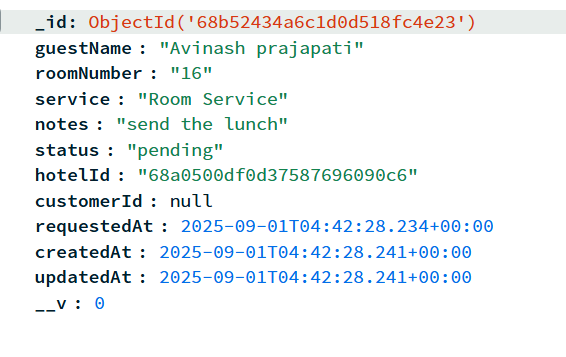 _id: ObjectId('68b52434a6c1d0d518fc4e23')
guestName : "Avinash prajapati"
roomNumber : "16"
service : "Room Service"
notes : "send the lunch"
status : "pending"
hotelId : "68a0500df0d37587696090c6"
customerId : null
requestedAt : 2025-09-01T04:42:28.234+00:00
createdAt : 2025-09-01T04:42:28.241+00:00
updatedAt : 2025-09-01T04:42:28.241+00:00
__v : 0